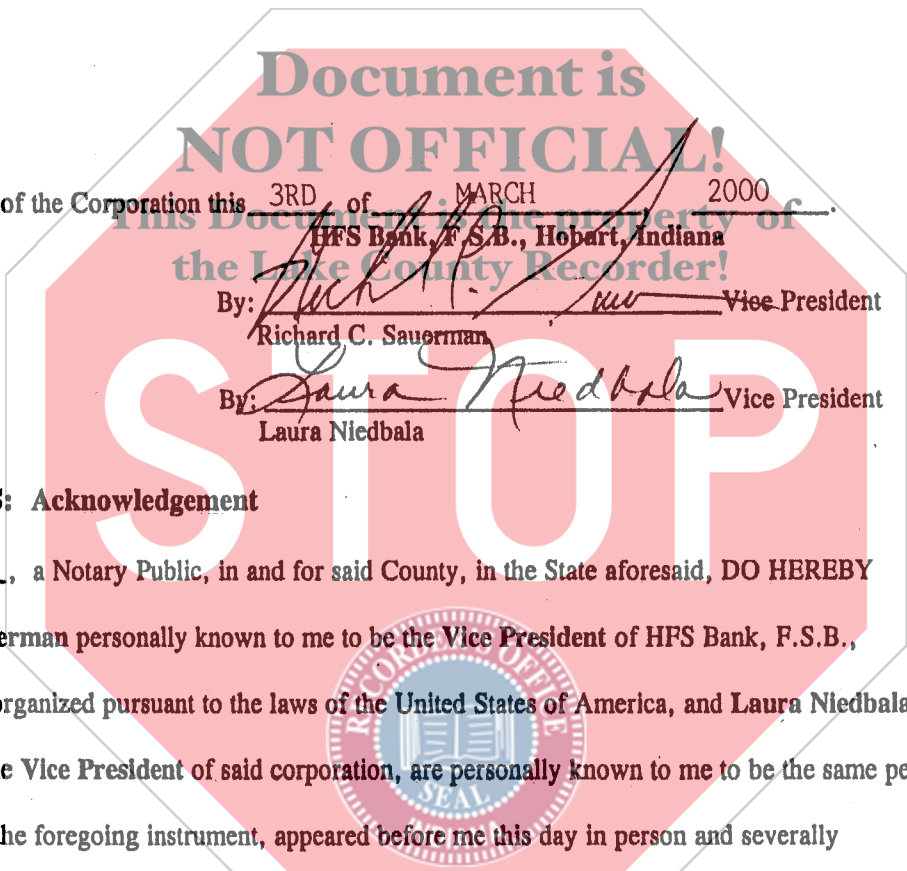 Document is
NOT OFFICIAL!
of the Corporation this 3RD of MARCH 2000.
This Document is the property of
HFS Bank, F.S.B., Hobart, Indiana
the Lake County Recorder!
By: Vice President
Richard C. Sauerman
By: Laura Niedbala Vice President
Laura Niedbala
STOP
: Acknowledgement
, a Notary Public, in and for said County, in the State aforesaid, DO HEREBY
erman personally known to me to be the Vice President of HFS Bank, F.S.B.,
RECORDER'S OFFICE
organized pursuant to the laws of the United States of America, and Laura Niedbala
e Vice President of said corporation, are personally known to me to be the same pe
SEAL
INDIANA
he foregoing instrument, appeared before me this day in person and severally